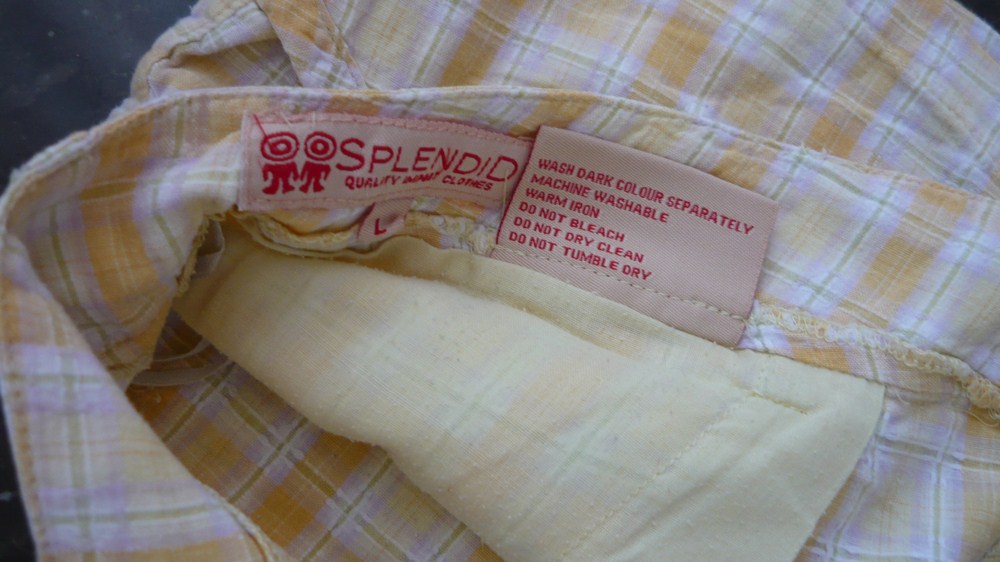 SPLENDID
QUALITY INFANT CLOTHES
L
WASH DARK COLOUR SEPARATELY
MACHINE WASHABLE
WARM IRON
DO NOT BLEACH
DO NOT DRY CLEAN
DO NOT TUMBLE DRY